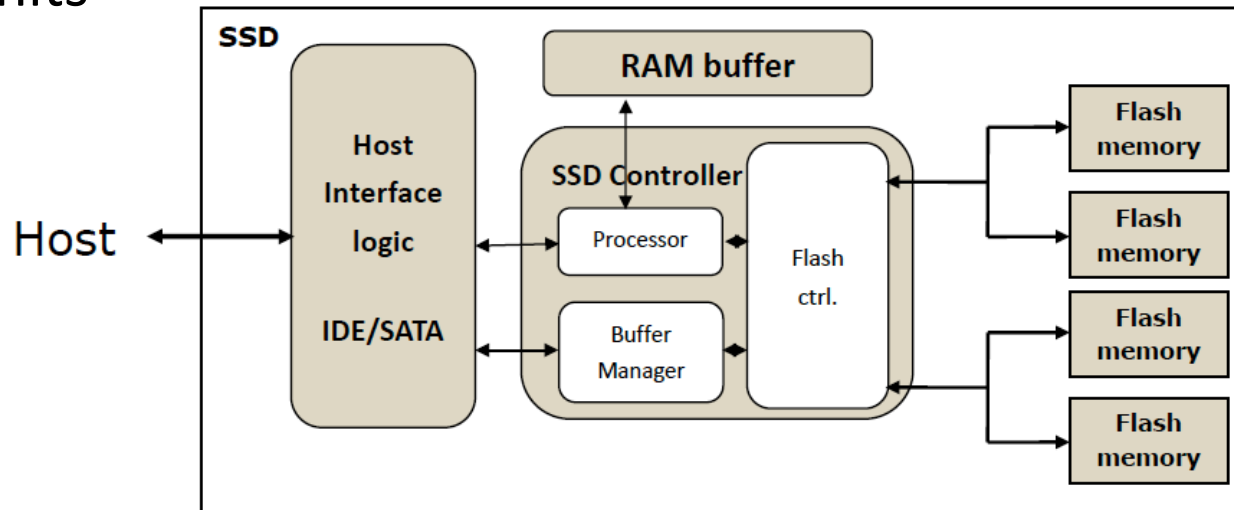 SSD
Host
Host
Interface
logic
IDE/SATA
RAM buffer
SSD Controller
Processor
Buffer
Manager
Flash
ctrl.
Flash
memory
Flash
memory
Flash
memory
Flash
memory